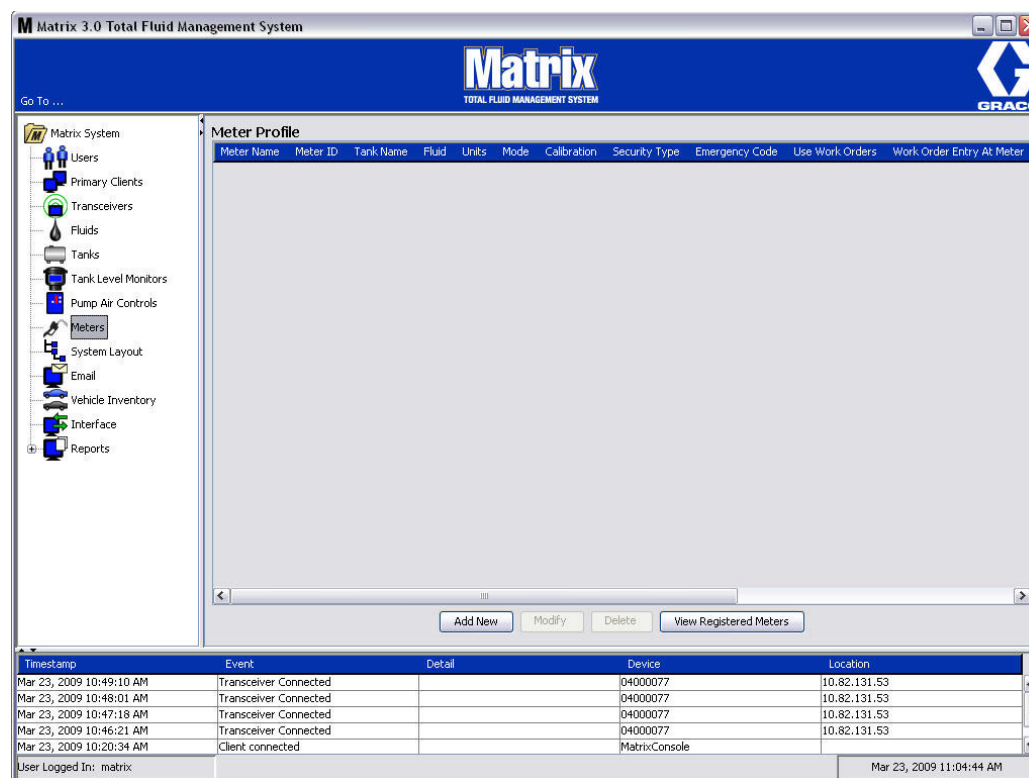 Matrix 3.0 Total Fluid Management System
Matrix
TOTAL FLUID MANAGEMENT SYSTEM
Go To ...
GRACO
Matrix System
Users
Primary Clients
Transceivers
Fluids
Tanks
Tank Level Monitors
Pump Air Controls
Meters
System Layout
Email
Vehicle Inventory
Interface
Reports
Meter Profile
Meter Name Meter ID Tank Name Fluid Units Mode Calibration Security Type Emergency Code Use Work Orders Work Order Entry At Meter
Add New Modify Delete View Registered Meters
Timestamp Event Detail Device Location
Mar 23, 2009 10:49:10 AM Transceiver Connected 04000077 10.82.131.53
Mar 23, 2009 10:48:01 AM Transceiver Connected 04000077 10.82.131.53
Mar 23, 2009 10:47:18 AM Transceiver Connected 04000077 10.82.131.53
Mar 23, 2009 10:46:21 AM Transceiver Connected 04000077 10.82.131.53
Mar 23, 2009 10:20:34 AM Client connected MatrixConsole
User Logged In: matrix Mar 23, 2009 11:04:44 AM